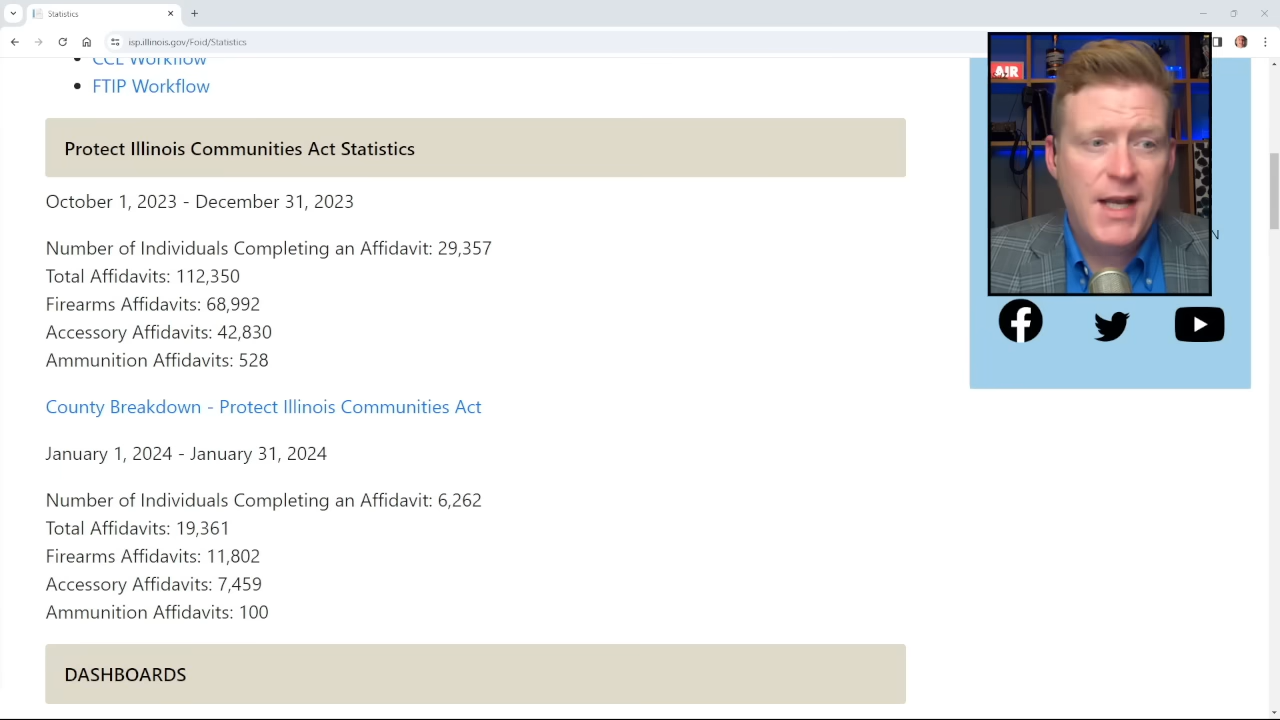 Statistics
isp.illinois.gov/Foid/Statistics
CCL Workflow
FTIP Workflow
Protect Illinois Communities Act Statistics
October 1, 2023 - December 31, 2023
Number of Individuals Completing an Affidavit: 29,357
Total Affidavits: 112,350
Firearms Affidavits: 68,992
Accessory Affidavits: 42,830
Ammunition Affidavits: 528
County Breakdown - Protect Illinois Communities Act
January 1, 2024 - January 31, 2024
Number of Individuals Completing an Affidavit: 6,262
Total Affidavits: 19,361
Firearms Affidavits: 11,802
Accessory Affidavits: 7,459
Ammunition Affidavits: 100
DASHBOARDS
AIR
N